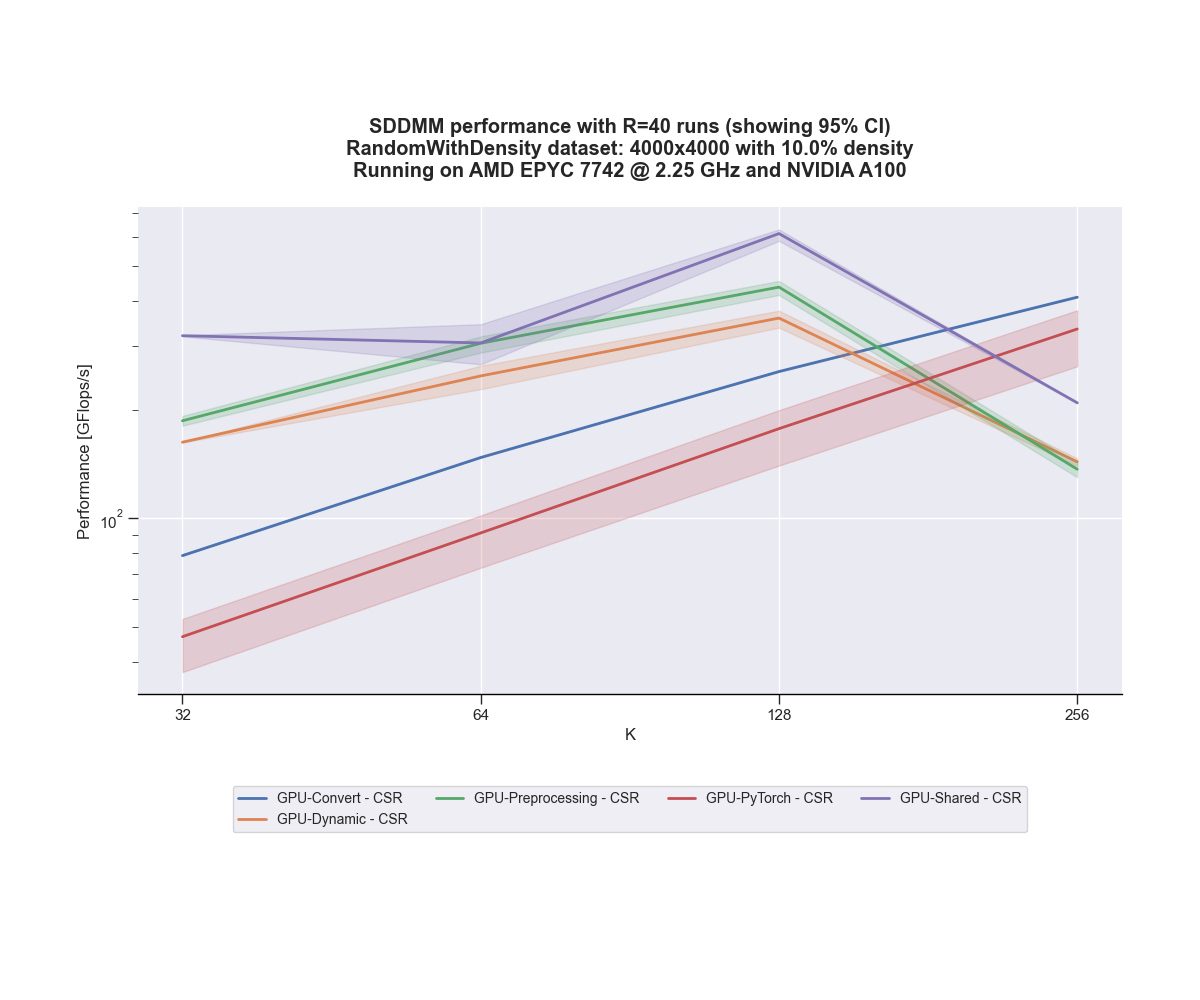 SDDMM performance with R=40 runs (showing 95% CI)
RandomWithDensity dataset: 4000x4000 with 10.0% density
Running on AMD EPYC 7742 @ 2.25 GHz and NVIDIA A100
Performance [GFlops/s]
10²
32 64 128 256
K
GPU-Convert - CSR GPU-Preprocessing - CSR GPU-PyTorch - CSR GPU-Shared - CSR
GPU-Dynamic - CSR